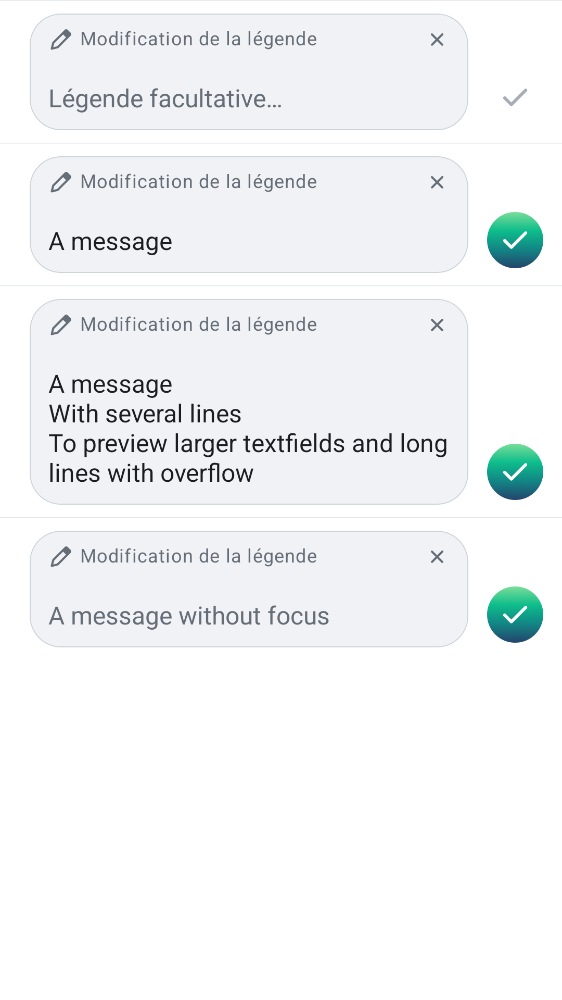 Modification de la légende
Légende facultative…
Modification de la légende
A message
Modification de la légende
A message
With several lines
To preview larger textfields and long
lines with overflow
Modification de la légende
A message without focus